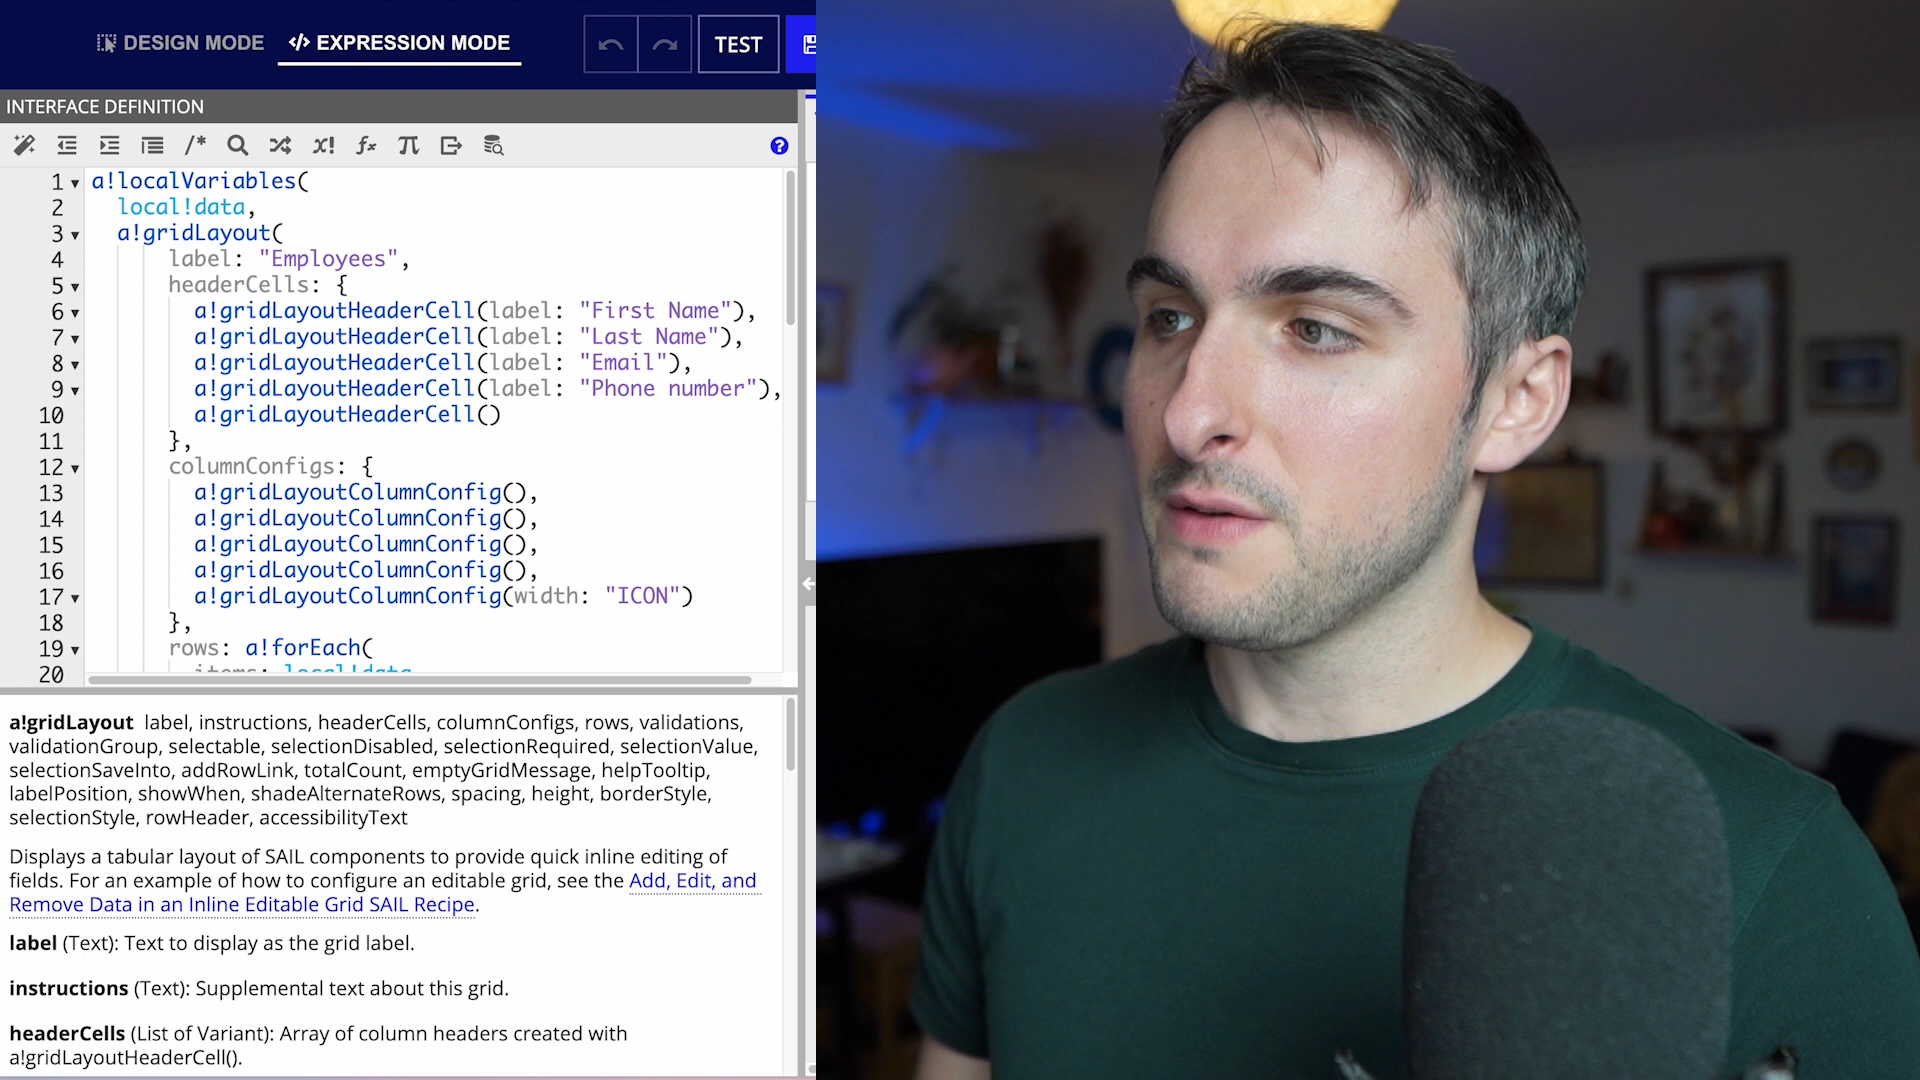 DESIGN MODE
</> EXPRESSION MODE
TEST
INTERFACE DEFINITION
1 a!localVariables(
2 local!data,
3 a!gridLayout(
4 label: "Employees",
5 headerCells: {
6 a!gridLayoutHeaderCell(label: "First Name"),
7 a!gridLayoutHeaderCell(label: "Last Name"),
8 a!gridLayoutHeaderCell(label: "Email"),
9 a!gridLayoutHeaderCell(label: "Phone number"),
10 a!gridLayoutHeaderCell()
11 },
12 columnConfigs: {
13 a!gridLayoutColumnConfig(),
14 a!gridLayoutColumnConfig(),
15 a!gridLayoutColumnConfig(),
16 a!gridLayoutColumnConfig(),
17 a!gridLayoutColumnConfig(width: "ICON")
18 },
19 rows: a!forEach(
20 items: local!data
a!gridLayout label, instructions, headerCells, columnConfigs, rows, validations,
validationGroup, selectable, selectionDisabled, selectionRequired, selectionValue,
selectionSaveInto, addRowLink, totalCount, emptyGridMessage, helpTooltip,
labelPosition, showWhen, shadeAlternateRows, spacing, height, borderStyle,
selectionStyle, rowHeader, accessibilityText
Displays a tabular layout of SAIL components to provide quick inline editing of
fields. For an example of how to configure an editable grid, see the Add, Edit, and
Remove Data in an Inline Editable Grid SAIL Recipe.
label (Text): Text to display as the grid label.
instructions (Text): Supplemental text about this grid.
headerCells (List of Variant): Array of column headers created with
a!gridLayoutHeaderCell().